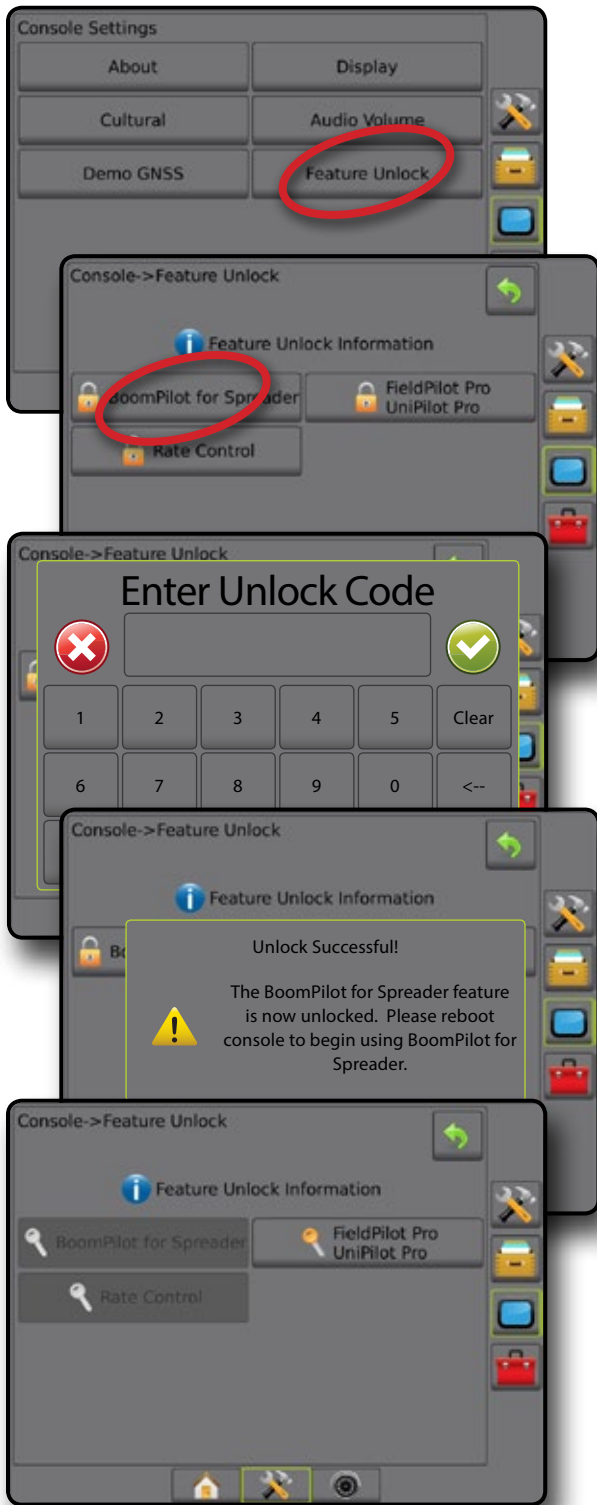 Console Settings
About
Display
Cultural
Audio Volume
Demo GNSS
Feature Unlock
Console->Feature Unlock
Feature Unlock Information
BoomPilot for Spreader
FieldPilot Pro
UniPilot Pro
Rate Control
Console->Feature Unlock
Enter Unlock Code
1 2 3 4 5 Clear
6 7 8 9 0 <--
Console->Feature Unlock
Feature Unlock Information
Unlock Successful!
The BoomPilot for Spreader feature
is now unlocked. Please reboot
console to begin using BoomPilot for
Spreader.
Console->Feature Unlock
Feature Unlock Information
BoomPilot for Spreader
FieldPilot Pro
UniPilot Pro
Rate Control